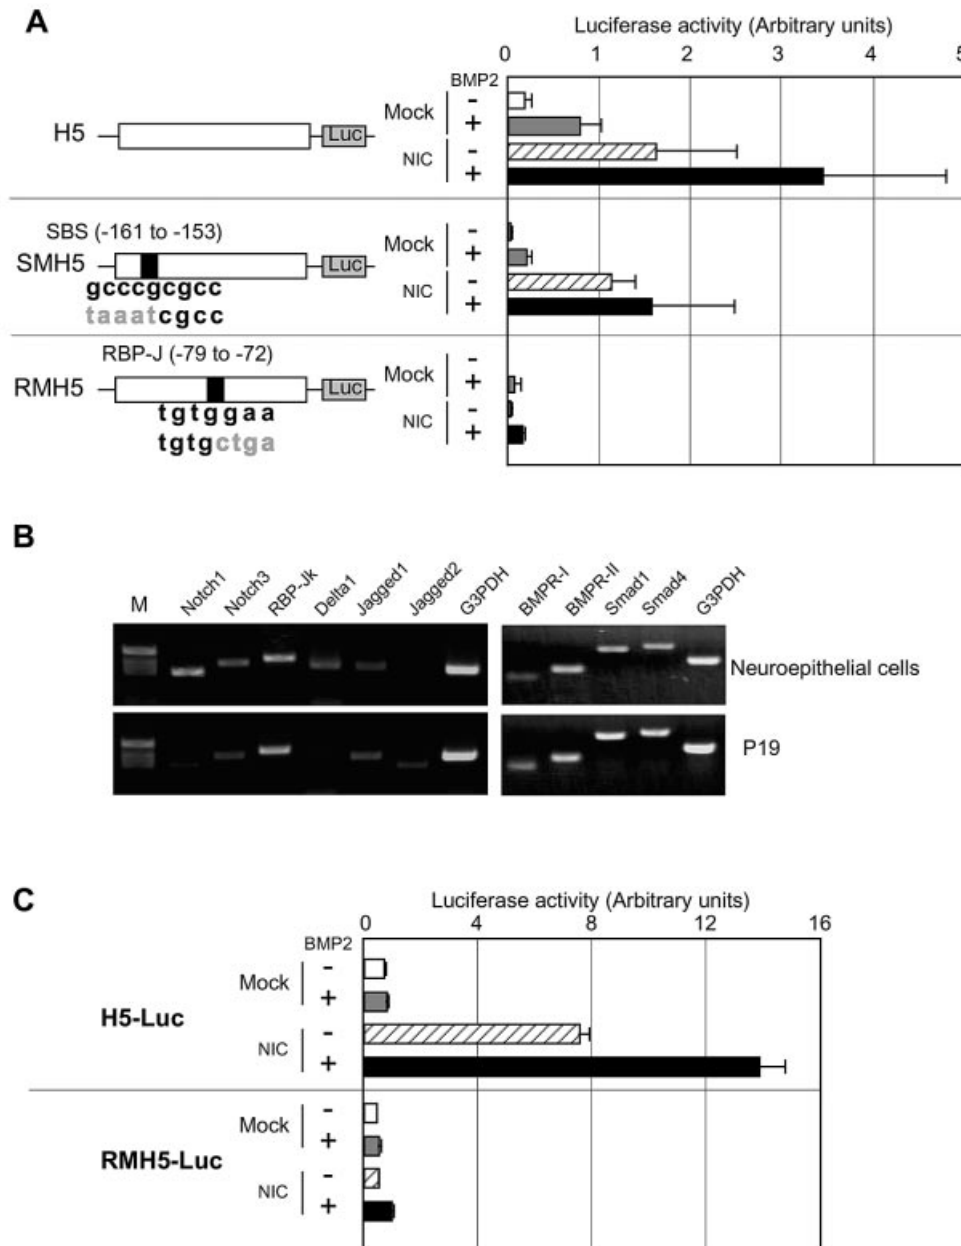 A
Luciferase activity (Arbitrary units)
0 1 2 3 4 5
BMP2
H5
Luc
Mock
-
+
NIC
-
+
SBS (-161 to -153)
SMH5
Luc
gcccgcgcc
taaatcgcc
Mock
-
+
NIC
-
+
RBP-J (-79 to -72)
RMH5
Luc
tgtggaa
tgtgctga
Mock
-
+
NIC
-
+
B
M Notch1 Notch3 RBP-Jk Delta1 Jagged1 Jagged2 G3PDH BMPR-I BMPR-II Smad1 Smad4 G3PDH
Neuroepithelial cells
P19
C
Luciferase activity (Arbitrary units)
0 4 8 12 16
BMP2
H5-Luc
Mock
-
+
NIC
-
+
RMH5-Luc
Mock
-
+
NIC
-
+